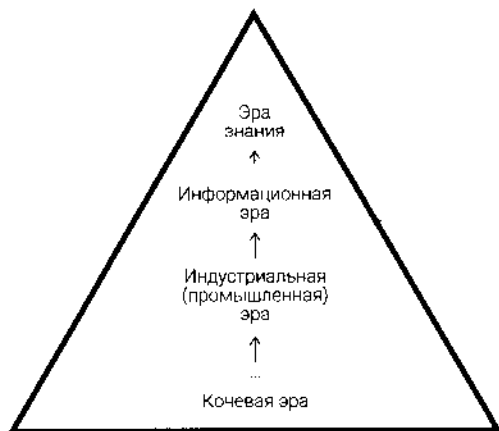 Эра
знания
Информационная
эра
Индустриальная
(промышленная)
эра
...
Кочевая эра